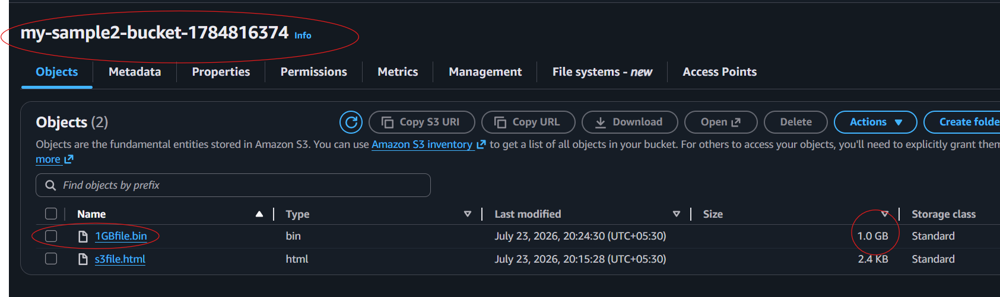 my-sample2-bucket-1784816374 Info
Objects Metadata Properties Permissions Metrics Management File systems - new Access Points
Objects (2) Copy S3 URI Copy URL Download Open Delete Actions Create folde
Objects are the fundamental entities stored in Amazon S3. You can use Amazon S3 inventory to get a list of all objects in your bucket. For others to access your objects, you'll need to explicitly grant them
more
Find objects by prefix
Name Type Last modified Size Storage class
1GBfile.bin bin July 23, 2026, 20:24:30 (UTC+05:30) 1.0 GB Standard
s3file.html html July 23, 2026, 20:15:28 (UTC+05:30) 2.4 KB Standard